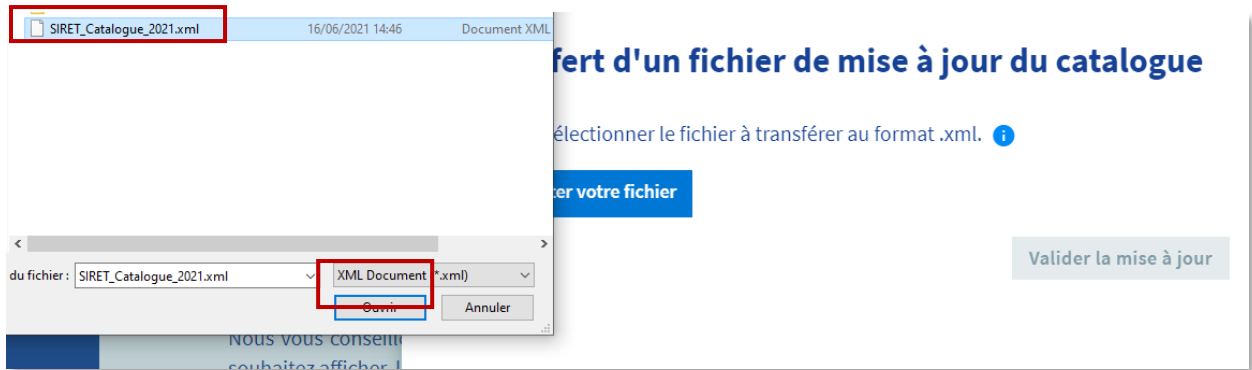 SIRET_Catalogue_2021.xml 16/06/2021 14:46 Document XML
fert d'un fichier de mise à jour du catalogue
électionner le fichier à transférer au format .xml.
ter votre fichier
Valider la mise à jour
du fichier : SIRET_Catalogue_2021.xml XML Document (*.xml)
Ouvrir Annuler
Nous vous conseille
souhaitez afficher l